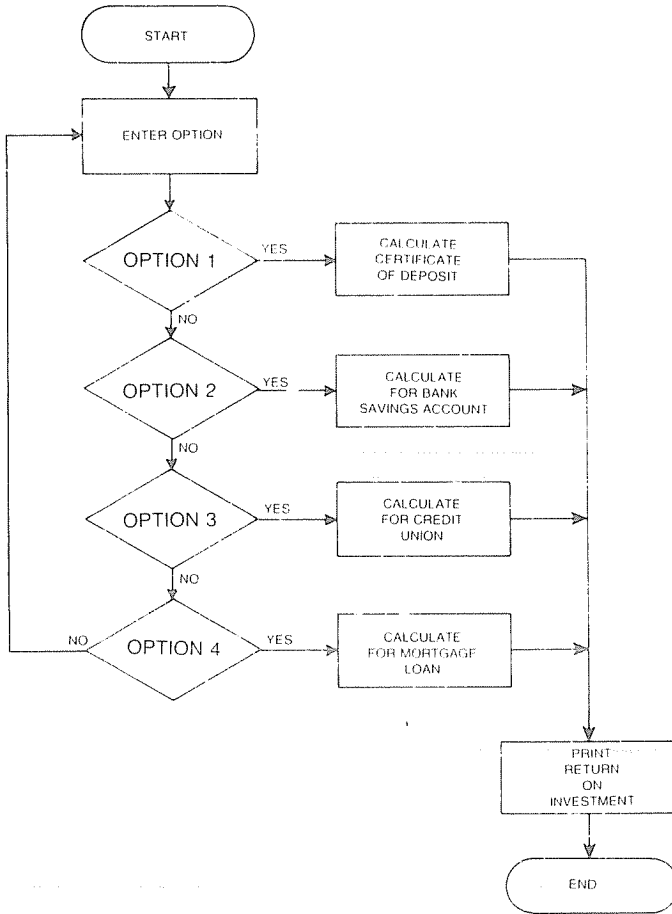 START
ENTER OPTION
OPTION 1
YES
CALCULATE
CERTIFICATE
OF DEPOSIT
NO
OPTION 2
YES
CALCULATE
FOR BANK
SAVINGS ACCOUNT
NO
OPTION 3
YES
CALCULATE
FOR CREDIT
UNION
NO
NO
OPTION 4
YES
CALCULATE
FOR MORTGAGE
LOAN
PRINT
RETURN
ON
INVESTMENT
END